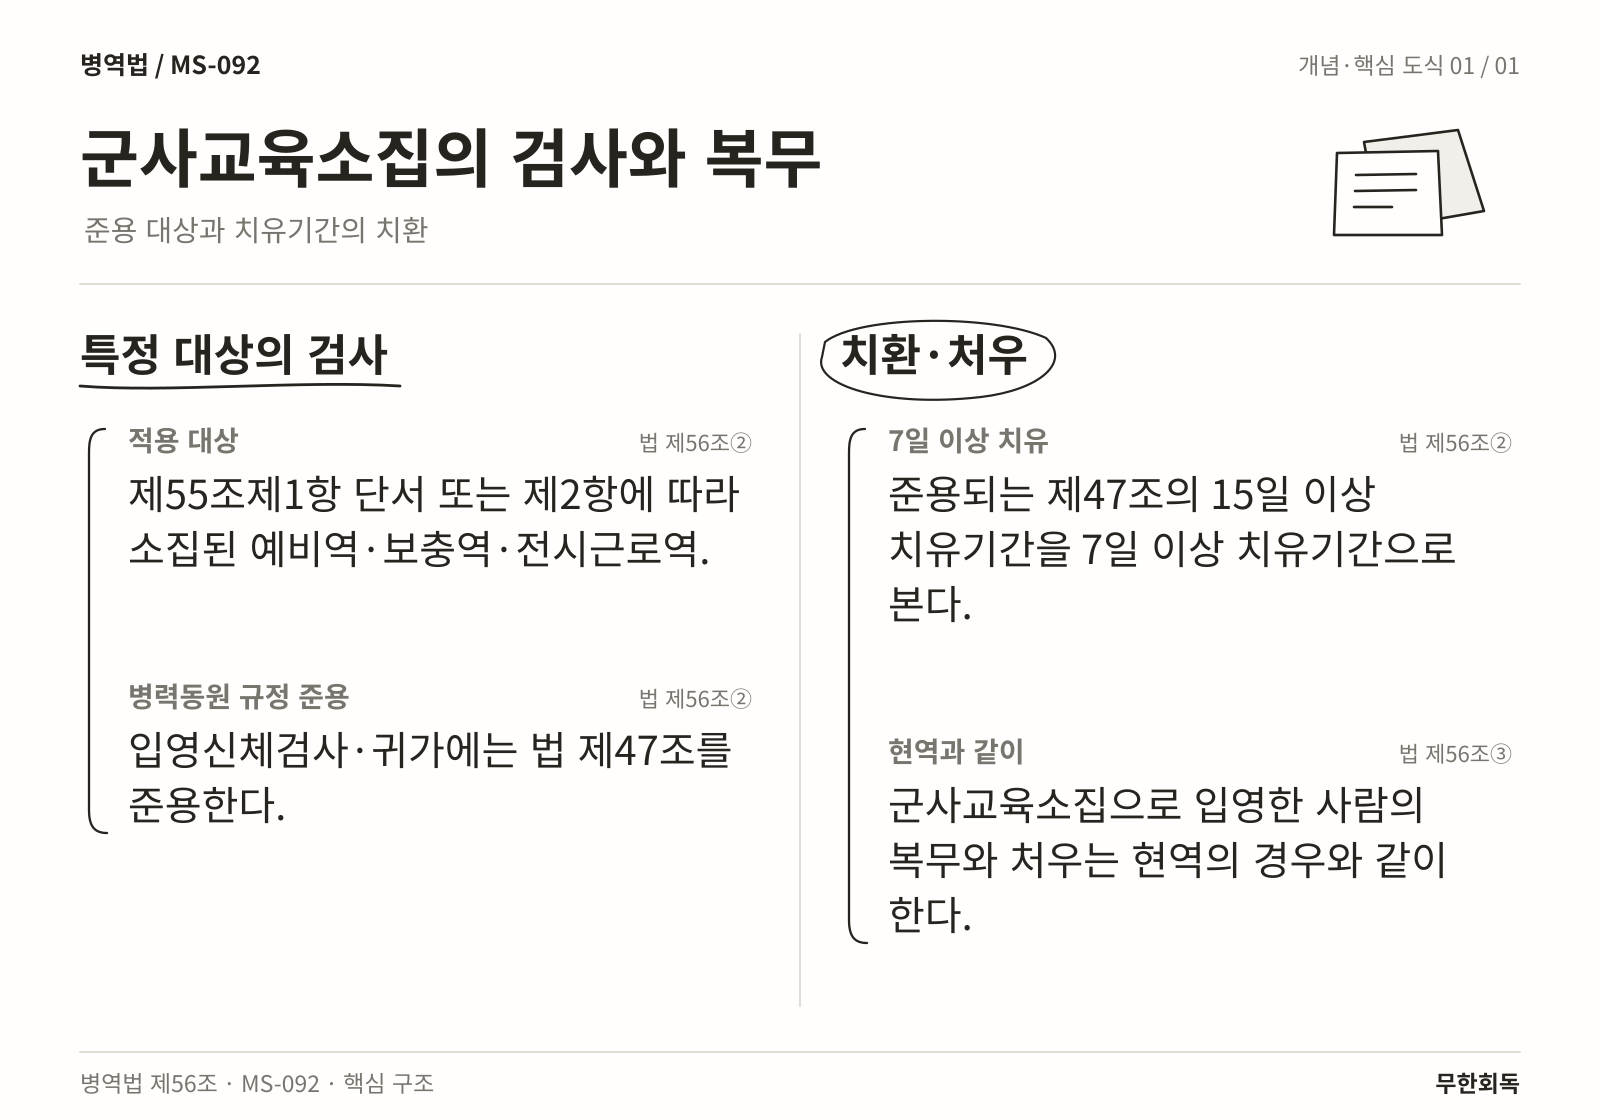 병역법 / MS-092
개념·핵심 도식 01 / 01
군사교육소집의 검사와 복무
준용 대상과 치유기간의 치환
특정 대상의 검사
적용 대상
법 제56조②
제55조제1항 단서 또는 제2항에 따라
소집된 예비역·보충역·전시근로역.
병력동원 규정 준용
법 제56조②
입영신체검사·귀가에는 법 제47조를
준용한다.
치환·처우
7일 이상 치유
법 제56조②
준용되는 제47조의 15일 이상
치유기간을 7일 이상 치유기간으로
본다.
현역과 같이
법 제56조③
군사교육소집으로 입영한 사람의
복무와 처우는 현역의 경우와 같이
한다.
병역법 제56조 · MS-092 · 핵심 구조
무한회독